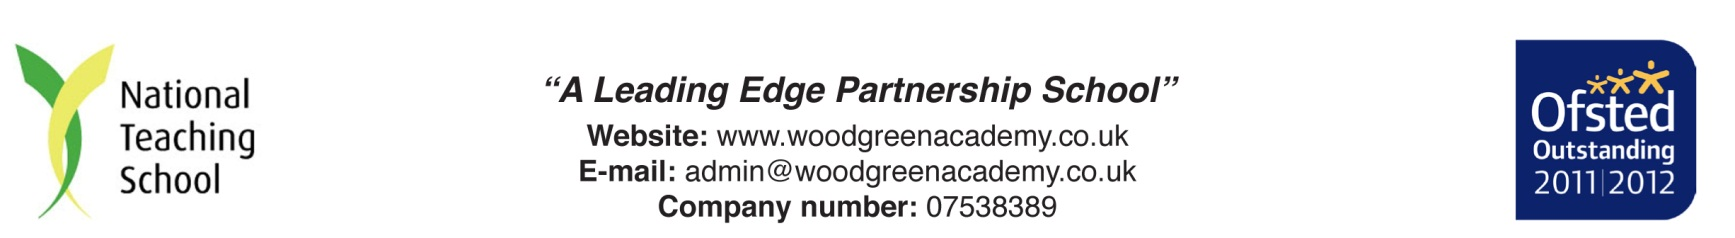 National
Teaching
School
“A Leading Edge Partnership School”
Website: www.woodgreenacademy.co.uk
E-mail: admin@woodgreenacademy.co.uk
Company number: 07538389
Ofsted
Outstanding
2011|2012